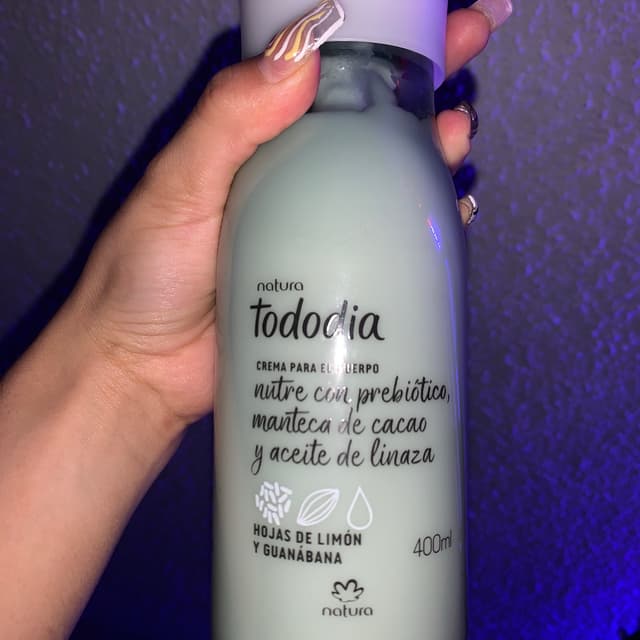 natura
tododia
CREMA PARA EL CUERPO
nutre con prebiótico,
manteca de cacao
y aceite de linaza
HOJAS DE LIMÓN
Y GUANÁBANA
400ml
natura